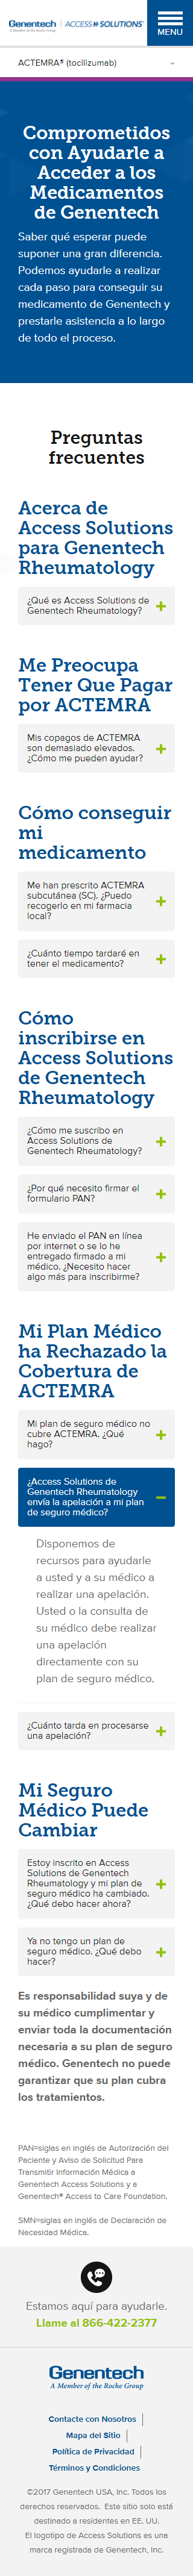 Genentech | ACCESS SOLUTIONS®
A Member of the Roche Group
MENU
ACTEMRA® (tocilizumab)
Comprometidos
con Ayudarle a
Acceder a los
Medicamentos
de Genentech
Saber qué esperar puede
suponer una gran diferencia.
Podemos ayudarle a realizar
cada paso para conseguir su
medicamento de Genentech y
prestarle asistencia a lo largo
de todo el proceso.
Preguntas
frecuentes
Acerca de
Access Solutions
para Genentech
Rheumatology
¿Qué es Access Solutions de
Genentech Rheumatology?
Me Preocupa
Tener Que Pagar
por ACTEMRA
Mis copagos de ACTEMRA
son demasiado elevados.
¿Cómo me pueden ayudar?
Cómo conseguir
mi
medicamento
Me han prescrito ACTEMRA
subcutánea (SC). ¿Puedo
recogerlo en mi farmacia
local?
¿Cuánto tiempo tardaré en
tener el medicamento?
Cómo
inscribirse en
Access Solutions
de Genentech
Rheumatology
¿Cómo me suscribo en
Access Solutions de
Genentech Rheumatology?
¿Por qué necesito firmar el
formulario PAN?
He enviado el PAN en línea
por internet o se lo he
entregado firmado a mi
médico. ¿Necesito hacer
algo más para inscribirme?
Mi Plan Médico
ha Rechazado la
Cobertura de
ACTEMRA
Mi plan de seguro médico no
cubre ACTEMRA. ¿Qué
hago?
¿Access Solutions de
Genentech Rheumatology
envía la apelación a mi plan
de seguro médico?
Disponemos de
recursos para ayudarle
a usted y a su médico a
realizar una apelación.
Usted o la consulta de
su médico debe realizar
una apelación
directamente con su
plan de seguro médico.
¿Cuánto tarda en procesarse
una apelación?
Mi Seguro
Médico Puede
Cambiar
Estoy inscrito en Access
Solutions de Genentech
Rheumatology y mi plan de
seguro médico ha cambiado.
¿Qué debo hacer ahora?
Ya no tengo un plan de
seguro médico. ¿Qué debo
hacer?
Es responsabilidad suya y de
su médico cumplimentar y
enviar toda la documentación
necesaria a su plan de seguro
médico. Genentech no puede
garantizar que su plan cubra
los tratamientos.
PAN=siglas en inglés de Autorización del
Paciente y Aviso de Solicitud Para
Transmitir Información Médica a
Genentech Access Solutions y a
Genentech® Access to Care Foundation.
SMN=siglas en inglés de Declaración de
Necesidad Médica.
Estamos aquí para ayudarle.
Llame al 866-422-2377
Genentech
A Member of the Roche Group
Contacte con Nosotros
Mapa del Sitio
Política de Privacidad
Términos y Condiciones
©2017 Genentech USA, Inc. Todos los
derechos reservados. Este sitio solo está
destinado a residentes en EE. UU.
El logotipo de Access Solutions es una
marca registrada de Genentech, Inc.